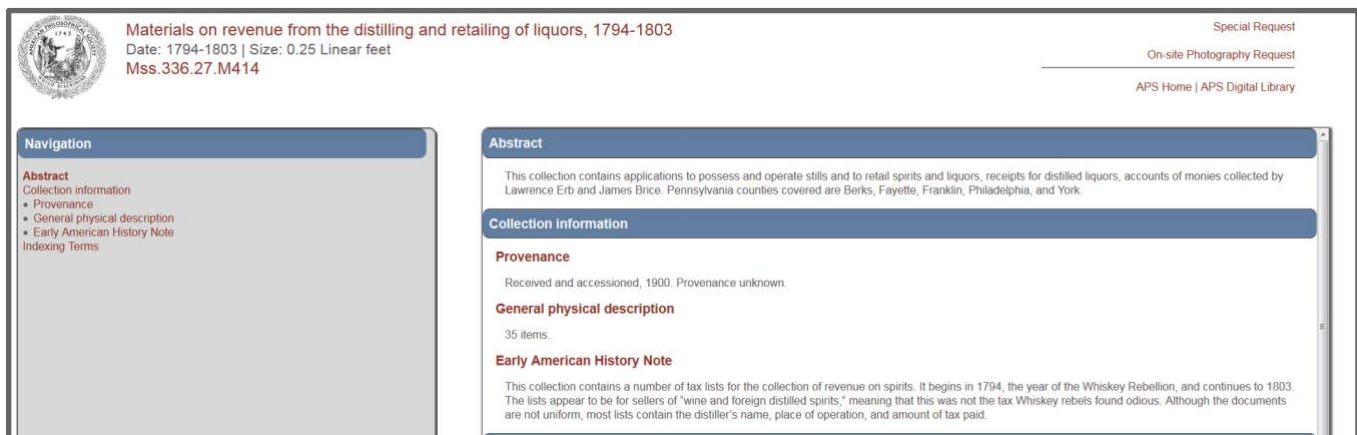 Materials on revenue from the distilling and retailing of liquors, 1794-1803
Date: 1794-1803 | Size: 0.25 Linear feet
Mss.336.27.M414
Special Request
On-site Photography Request
APS Home | APS Digital Library
Navigation
Abstract
Collection information
• Provenance
• General physical description
• Early American History Note
Indexing Terms
Abstract
This collection contains applications to possess and operate stills and to retail spirits and liquors, receipts for distilled liquors, accounts of monies collected by
Lawrence Erb and James Brice. Pennsylvania counties covered are Berks, Fayette, Franklin, Philadelphia, and York.
Collection information
Provenance
Received and accessioned, 1900. Provenance unknown.
General physical description
35 items.
Early American History Note
This collection contains a number of tax lists for the collection of revenue on spirits. It begins in 1794, the year of the Whiskey Rebellion, and continues to 1803.
The lists appear to be for sellers of "wine and foreign distilled spirits," meaning that this was not the tax Whiskey rebels found odious. Although the documents
are not uniform, most lists contain the distiller's name, place of operation, and amount of tax paid.